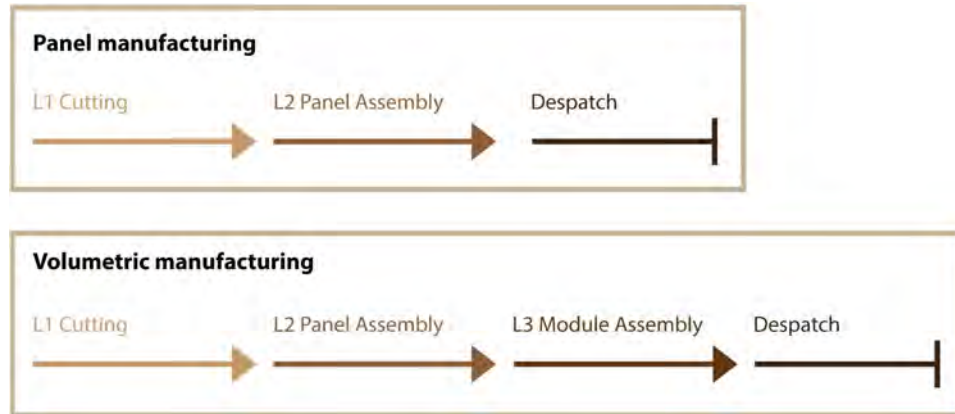 Panel manufacturing
L1 Cutting L2 Panel Assembly Despatch
Volumetric manufacturing
L1 Cutting L2 Panel Assembly L3 Module Assembly Despatch